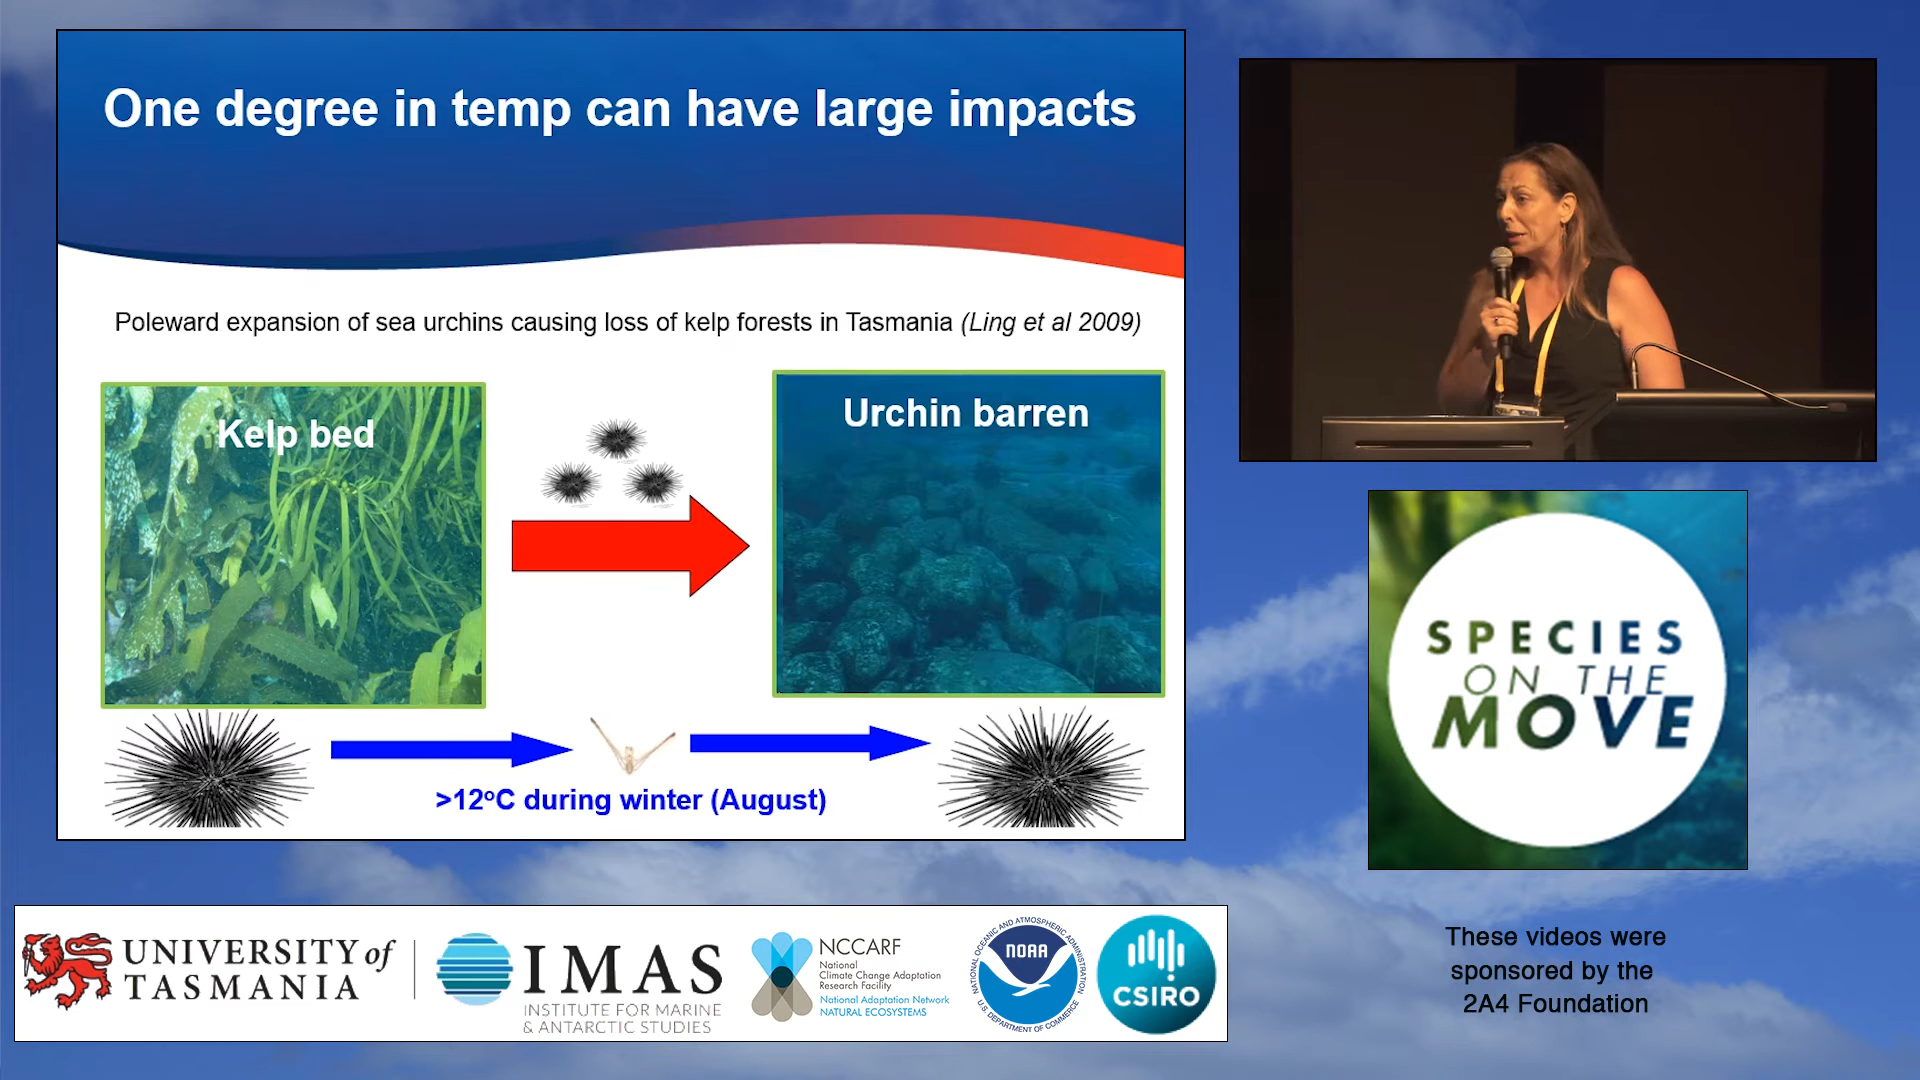 One degree in temp can have large impacts
Poleward expansion of sea urchins causing loss of kelp forests in Tasmania (Ling et al 2009)
Kelp bed
Urchin barren
>12°C during winter (August)
SPECIES
ON THE
MOVE
UNIVERSITY of
TASMANIA
IMAS
INSTITUTE FOR MARINE
& ANTARCTIC STUDIES
NCCARF
National
Climate Change Adaptation
Research Facility
National Adaptation Network
NATURAL ECOSYSTEMS
NATIONAL OCEANIC AND ATMOSPHERIC ADMINISTRATION
NOAA
U.S. DEPARTMENT OF COMMERCE
CSIRO
These videos were
sponsored by the
2A4 Foundation